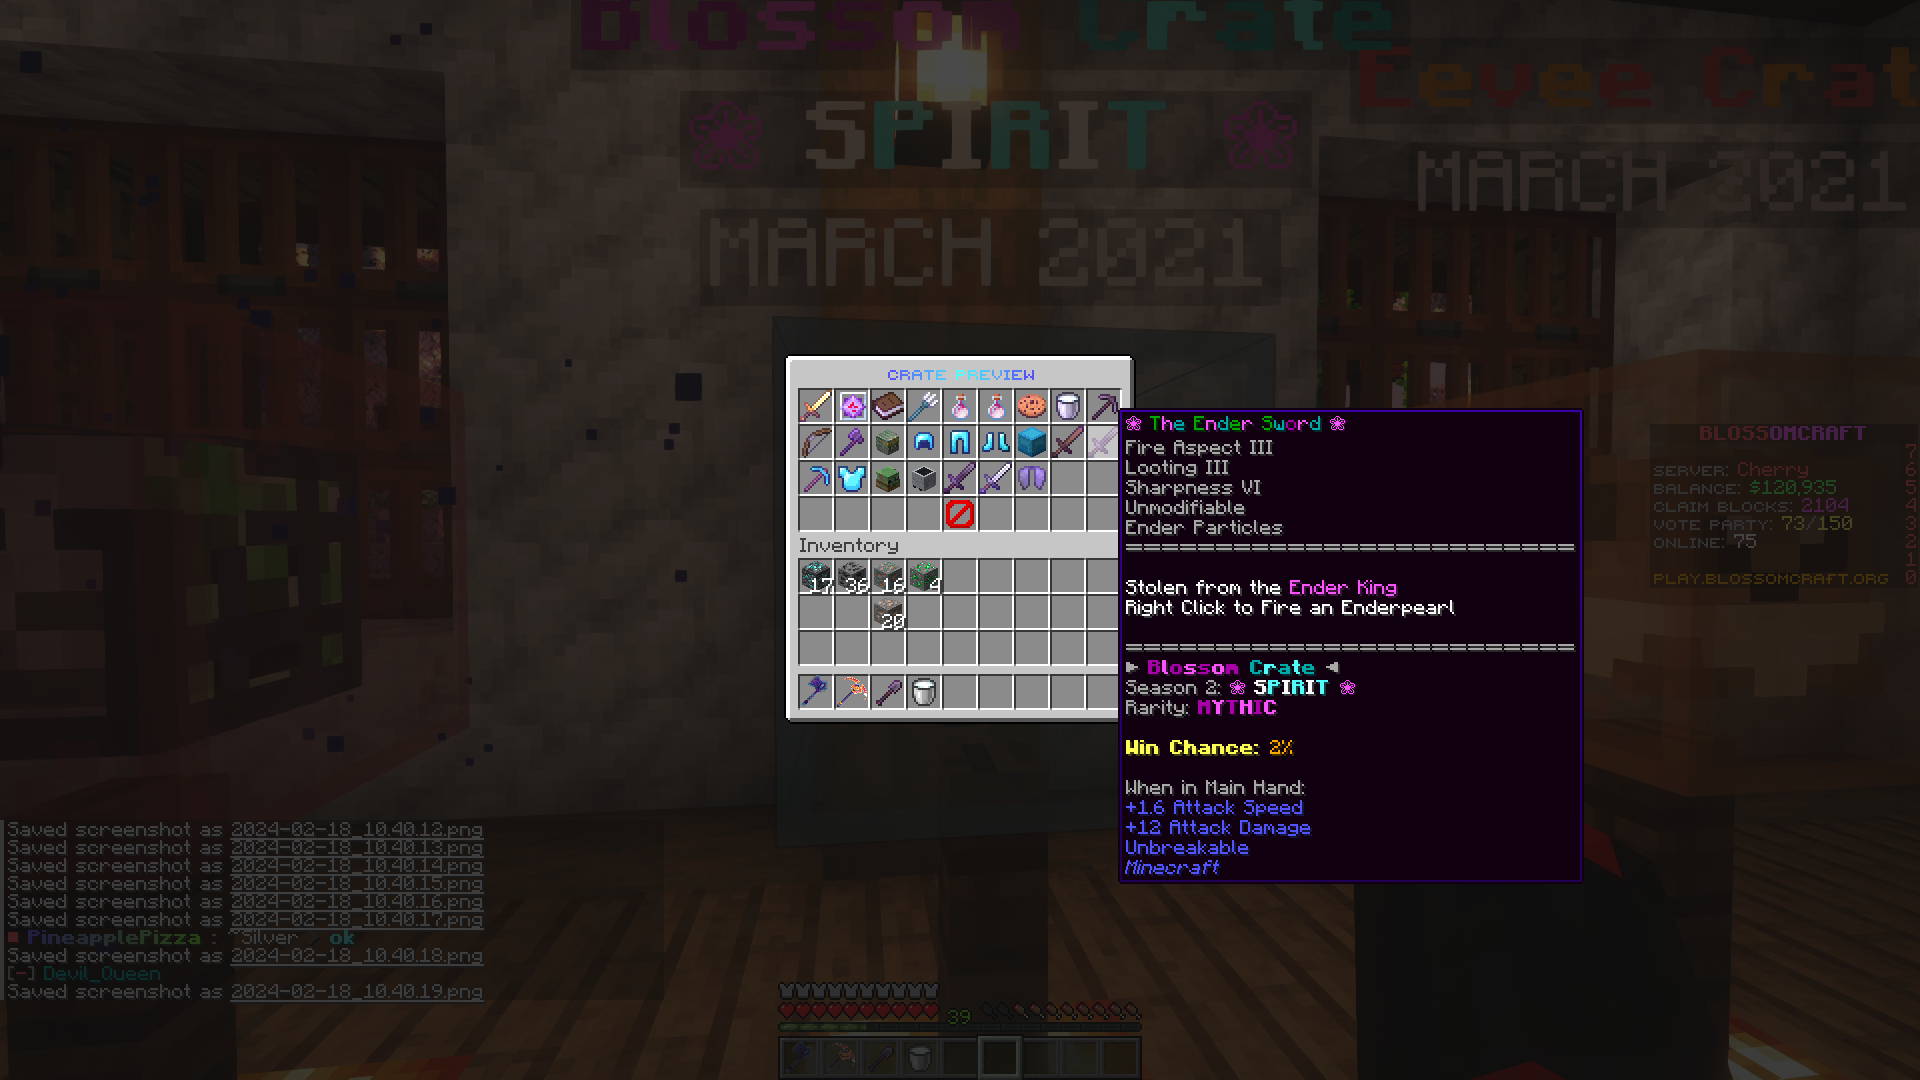 Blossom Crate
Eevee Crat
❀ SPIRIT ❀
MARCH 2021
MARCH 2021
CRATE PREVIEW
Inventory
17 36 16 4
20
❀ The Ender Sword ❀
Fire Aspect III
Looting III
Sharpness VI
Unmodifiable
Ender Particles
Stolen from the Ender King
Right Click to Fire an Enderpearl
► Blossom Crate ◄
Season 2: ❀ SPIRIT ❀
Rarity: MYTHIC
Win Chance: 2%
When in Main Hand:
+1.6 Attack Speed
+12 Attack Damage
Unbreakable
Minecraft
BLOSSOMCRAFT
7
SERVER: Cherry 6
BALANCE: $120,935 5
CLAIM BLOCKS: 2104 4
VOTE PARTY: 73/150 3
ONLINE: 75 2
1
PLAY.BLOSSOMCRAFT.ORG 0
Saved screenshot as 2024-02-18_10.40.12.png
Saved screenshot as 2024-02-18_10.40.13.png
Saved screenshot as 2024-02-18_10.40.14.png
Saved screenshot as 2024-02-18_10.40.15.png
Saved screenshot as 2024-02-18_10.40.16.png
Saved screenshot as 2024-02-18_10.40.17.png
PineapplePizza : ~Silver ok
Saved screenshot as 2024-02-18_10.40.18.png
[-] Devil_Queen
Saved screenshot as 2024-02-18_10.40.19.png
39